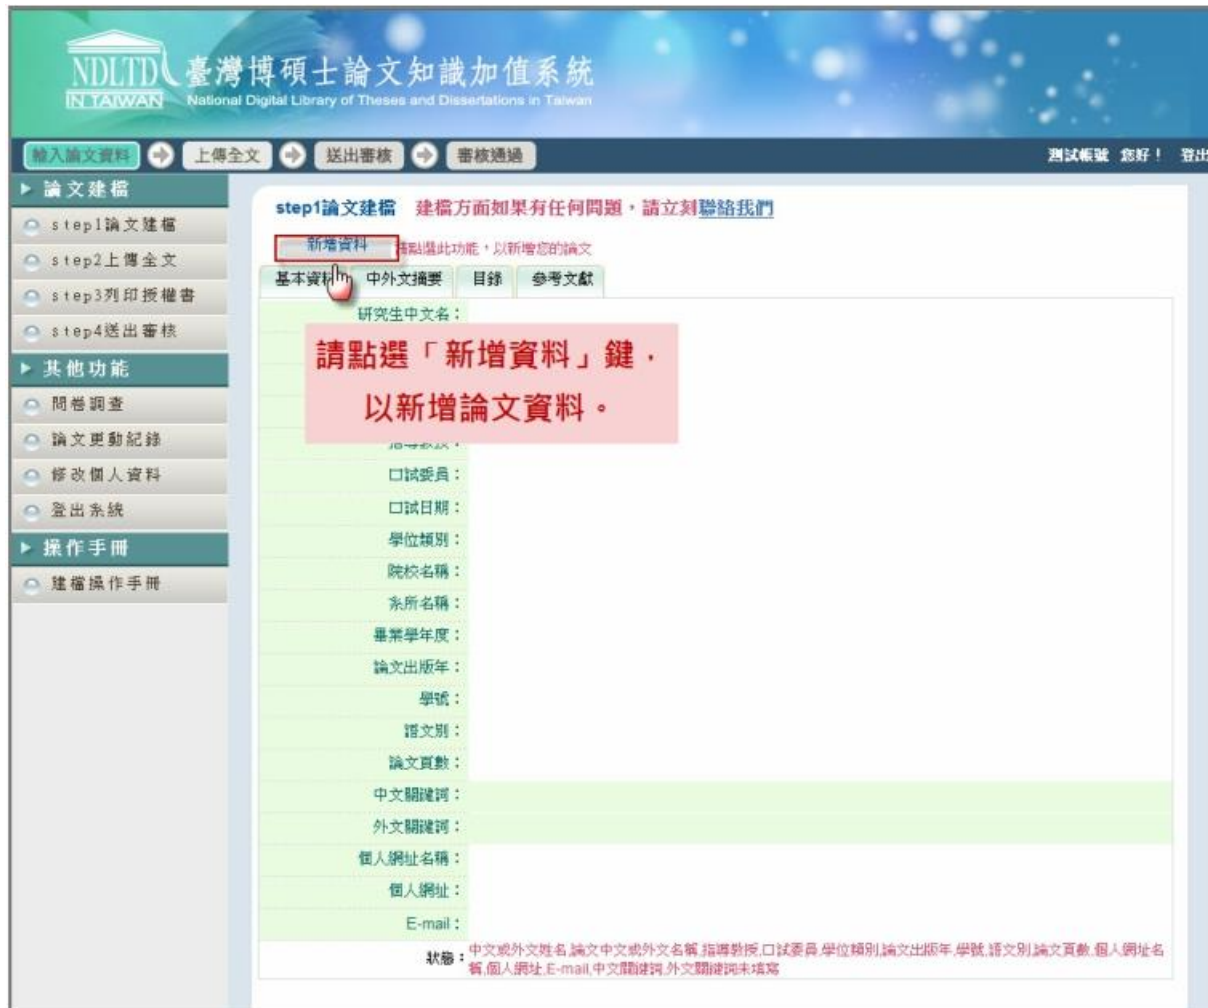 NDLTD
IN TAIWAN
臺灣博碩士論文知識加值系統
National Digital Library of Theses and Dissertations in Taiwan
輸入論文資料 上傳全文 送出審核 審核通過
測試帳號 您好! 登出
論文建檔
step1論文建檔
step2上傳全文
step3列印授權書
step4送出審核
其他功能
問卷調查
論文更動紀錄
修改個人資料
登出系統
操作手冊
建檔操作手冊
step1論文建檔 建檔方面如果有任何問題,請立刻聯絡我們
新增資料 請點選此功能,以新增您的論文
基本資料 中外文摘要 目錄 參考文獻
研究生中文名:
請點選「新增資料」鍵,
以新增論文資料。
指導教授:
口試委員:
口試日期:
學位類別:
院校名稱:
系所名稱:
畢業學年度:
論文出版年:
學號:
語文別:
論文頁數:
中文關鍵詞:
外文關鍵詞:
個人網址名稱:
個人網址:
E-mail:
狀態: 中文或外文姓名,論文中文或外文名稱,指導教授,口試委員,學位類別,論文出版年,學號,語文別,論文頁數,個人網址名
稱,個人網址,E-mail,中文關鍵詞,外文關鍵詞未填寫